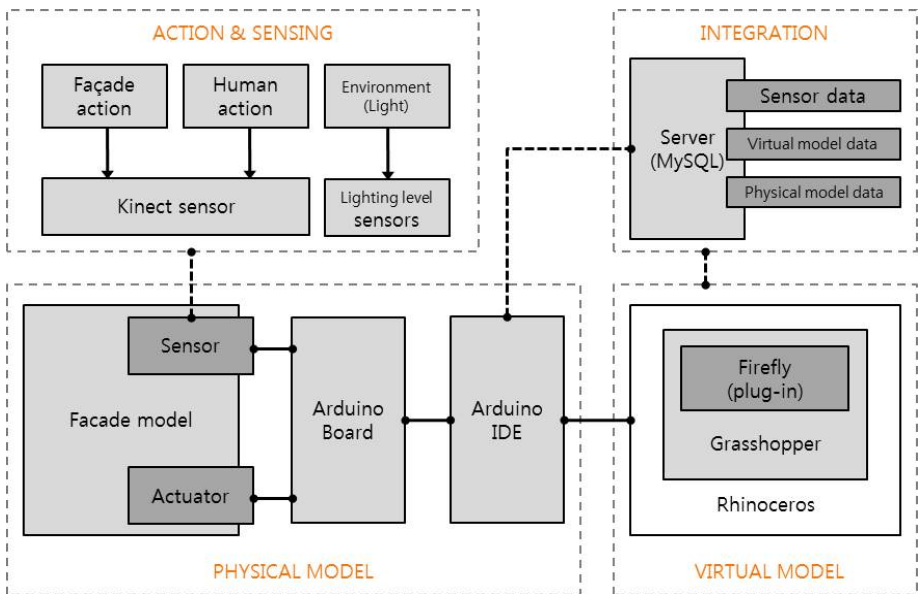 ACTION & SENSING
Façade
action
Human
action
Environment
(Light)
Kinect sensor
Lighting level
sensors
INTEGRATION
Server
(MySQL)
Sensor data
Virtual model data
Physical model data
Facade model
Sensor
Actuator
Arduino
Board
Arduino
IDE
PHYSICAL MODEL
Firefly
(plug-in)
Grasshopper
Rhinoceros
VIRTUAL MODEL